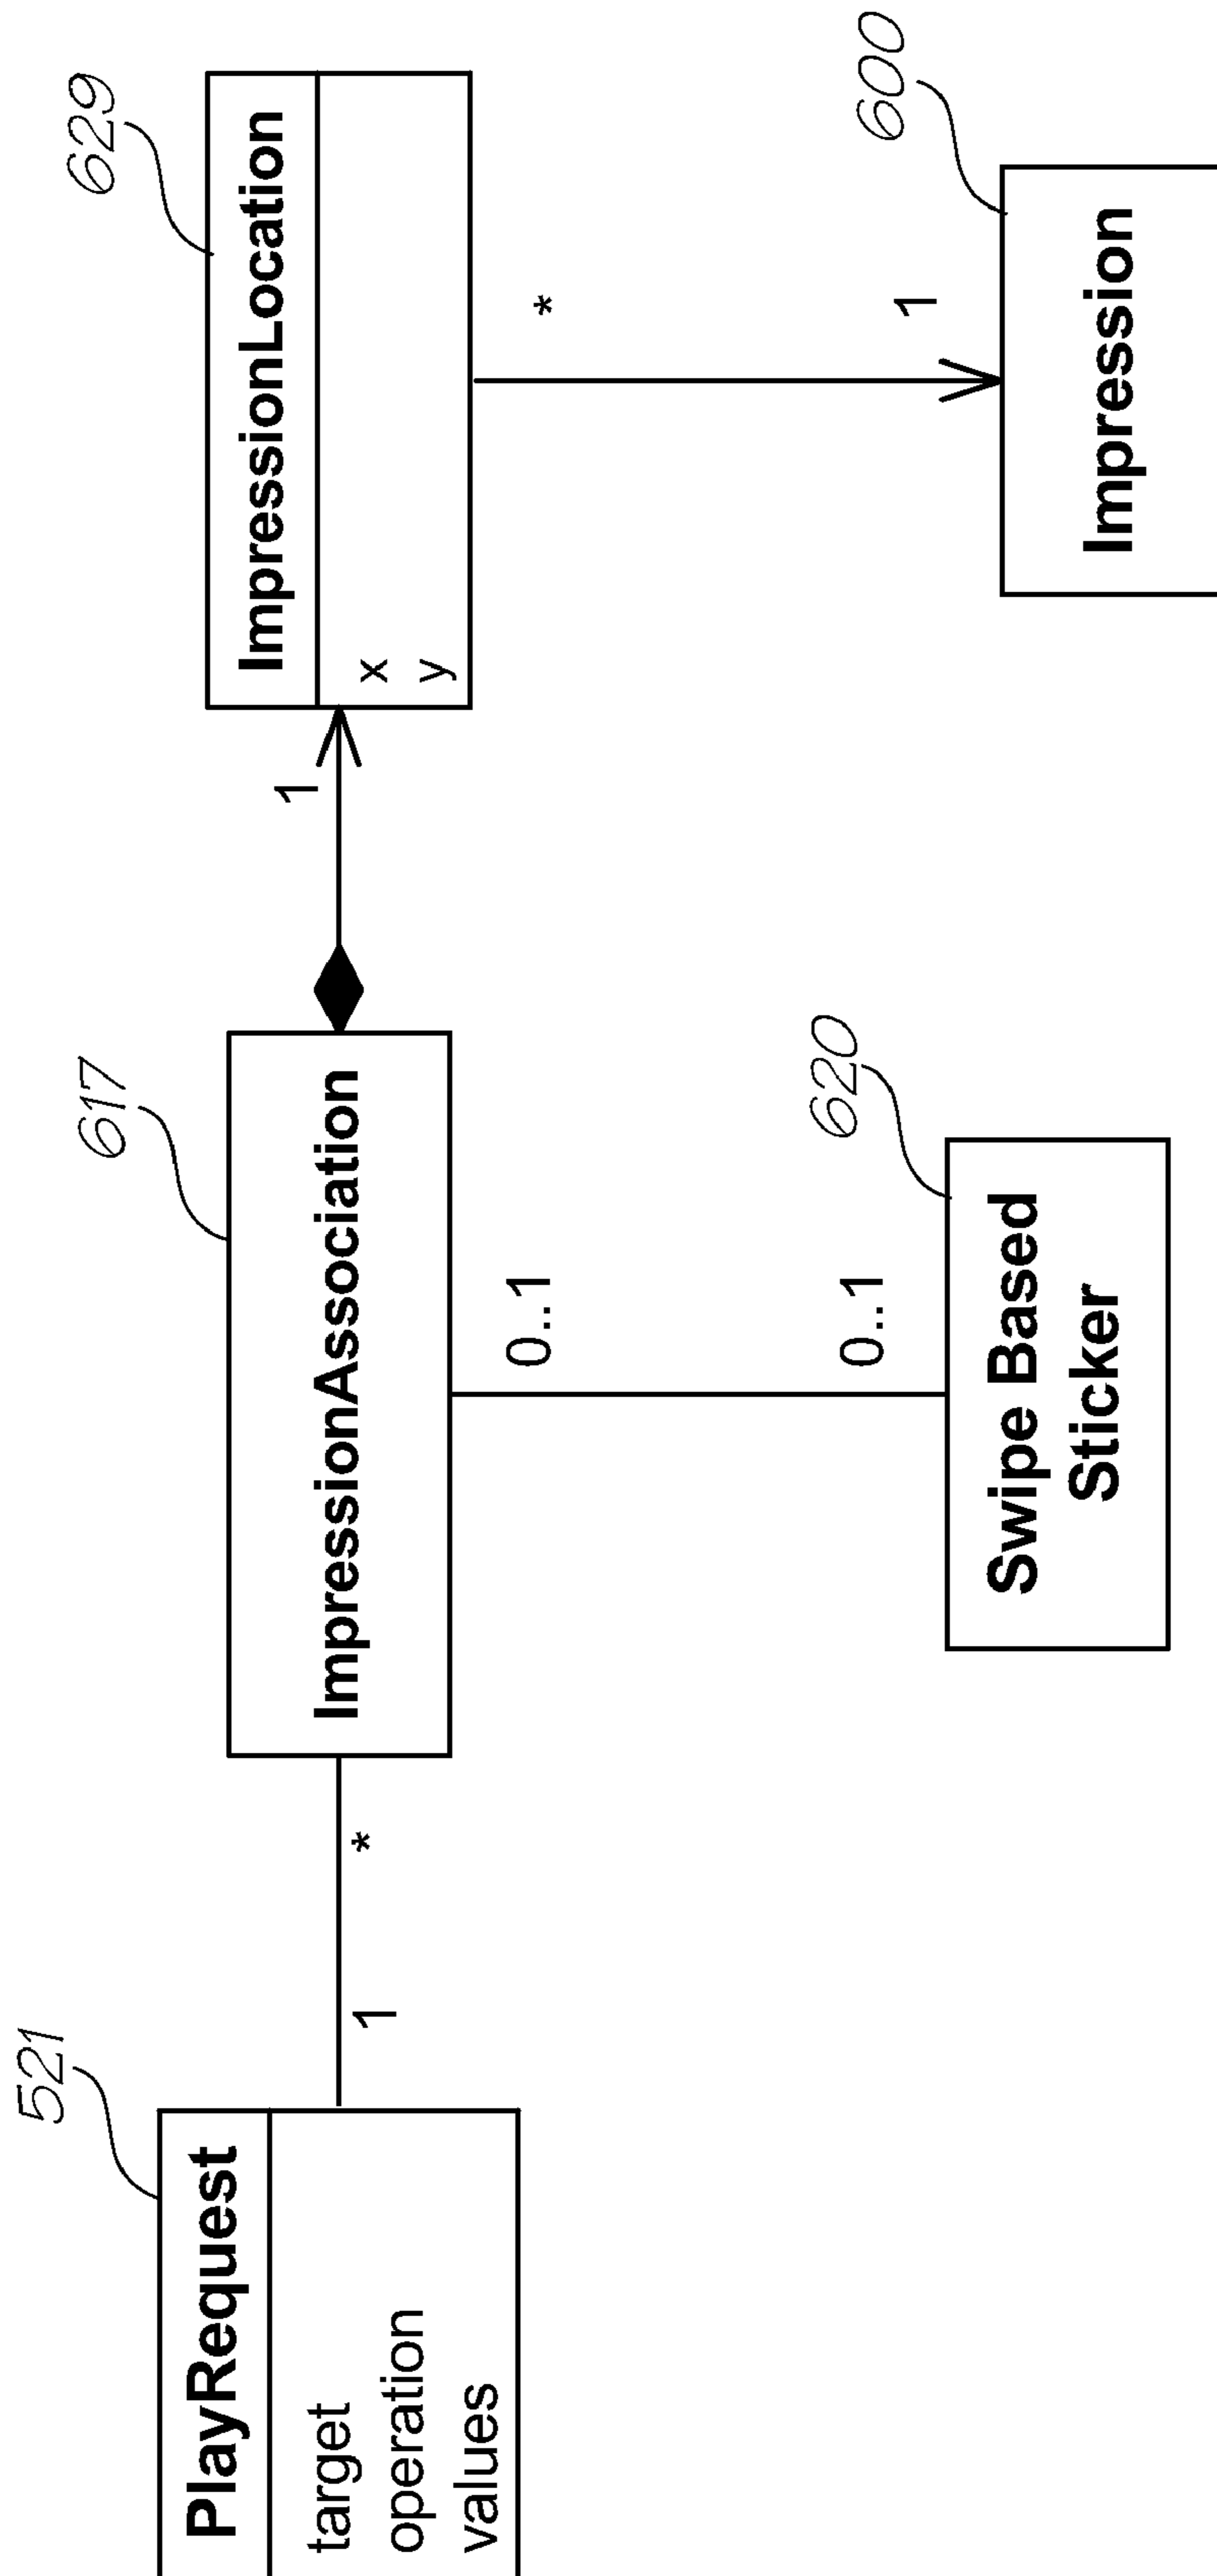 521
PlayRequest
target
operation
values
1
*
617
ImpressionAssociation
1
629
ImpressionLocation
x
y
0..1
0..1
620
Swipe Based
Sticker
*
1
600
Impression